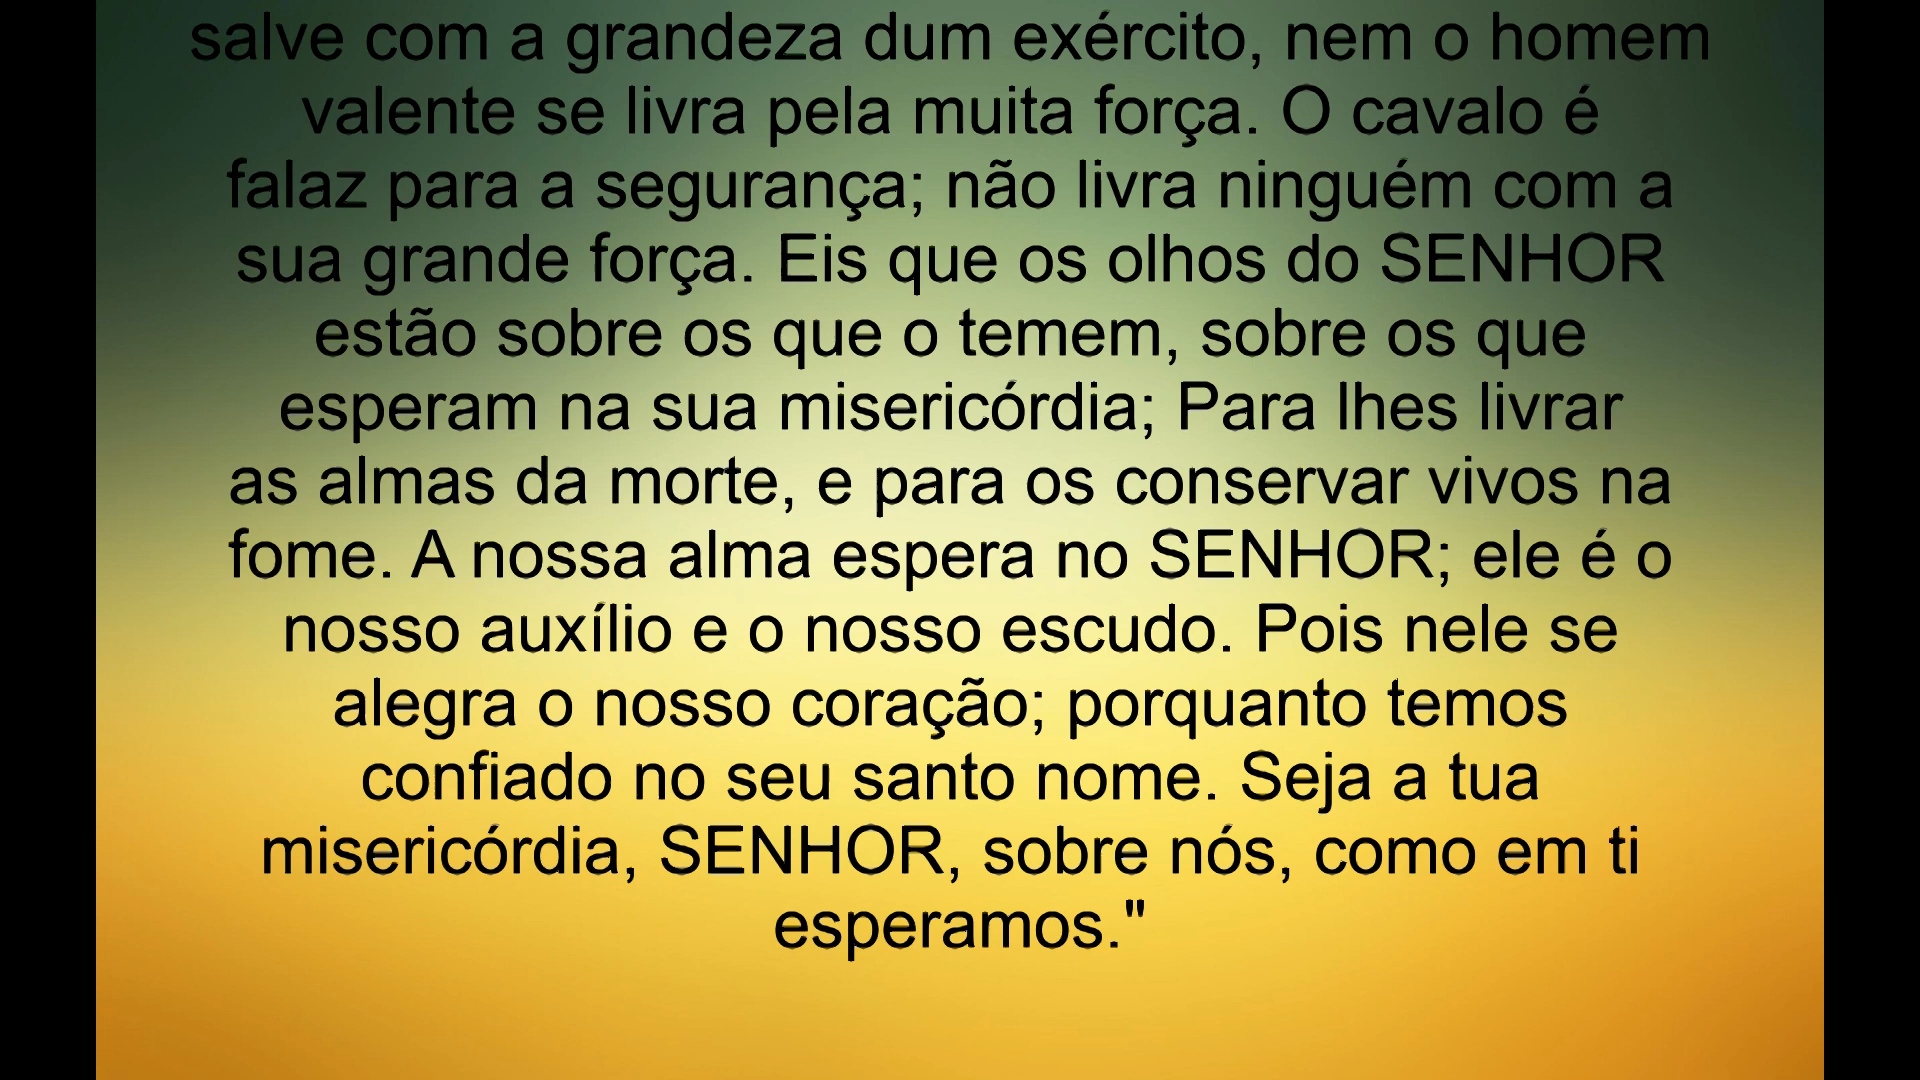 salve com a grandeza dum exército, nem o homem
valente se livra pela muita força. O cavalo é
falaz para a segurança; não livra ninguém com a
sua grande força. Eis que os olhos do SENHOR
estão sobre os que o temem, sobre os que
esperam na sua misericórdia; Para lhes livrar
as almas da morte, e para os conservar vivos na
fome. A nossa alma espera no SENHOR; ele é o
nosso auxílio e o nosso escudo. Pois nele se
alegra o nosso coração; porquanto temos
confiado no seu santo nome. Seja a tua
misericórdia, SENHOR, sobre nós, como em ti
esperamos."